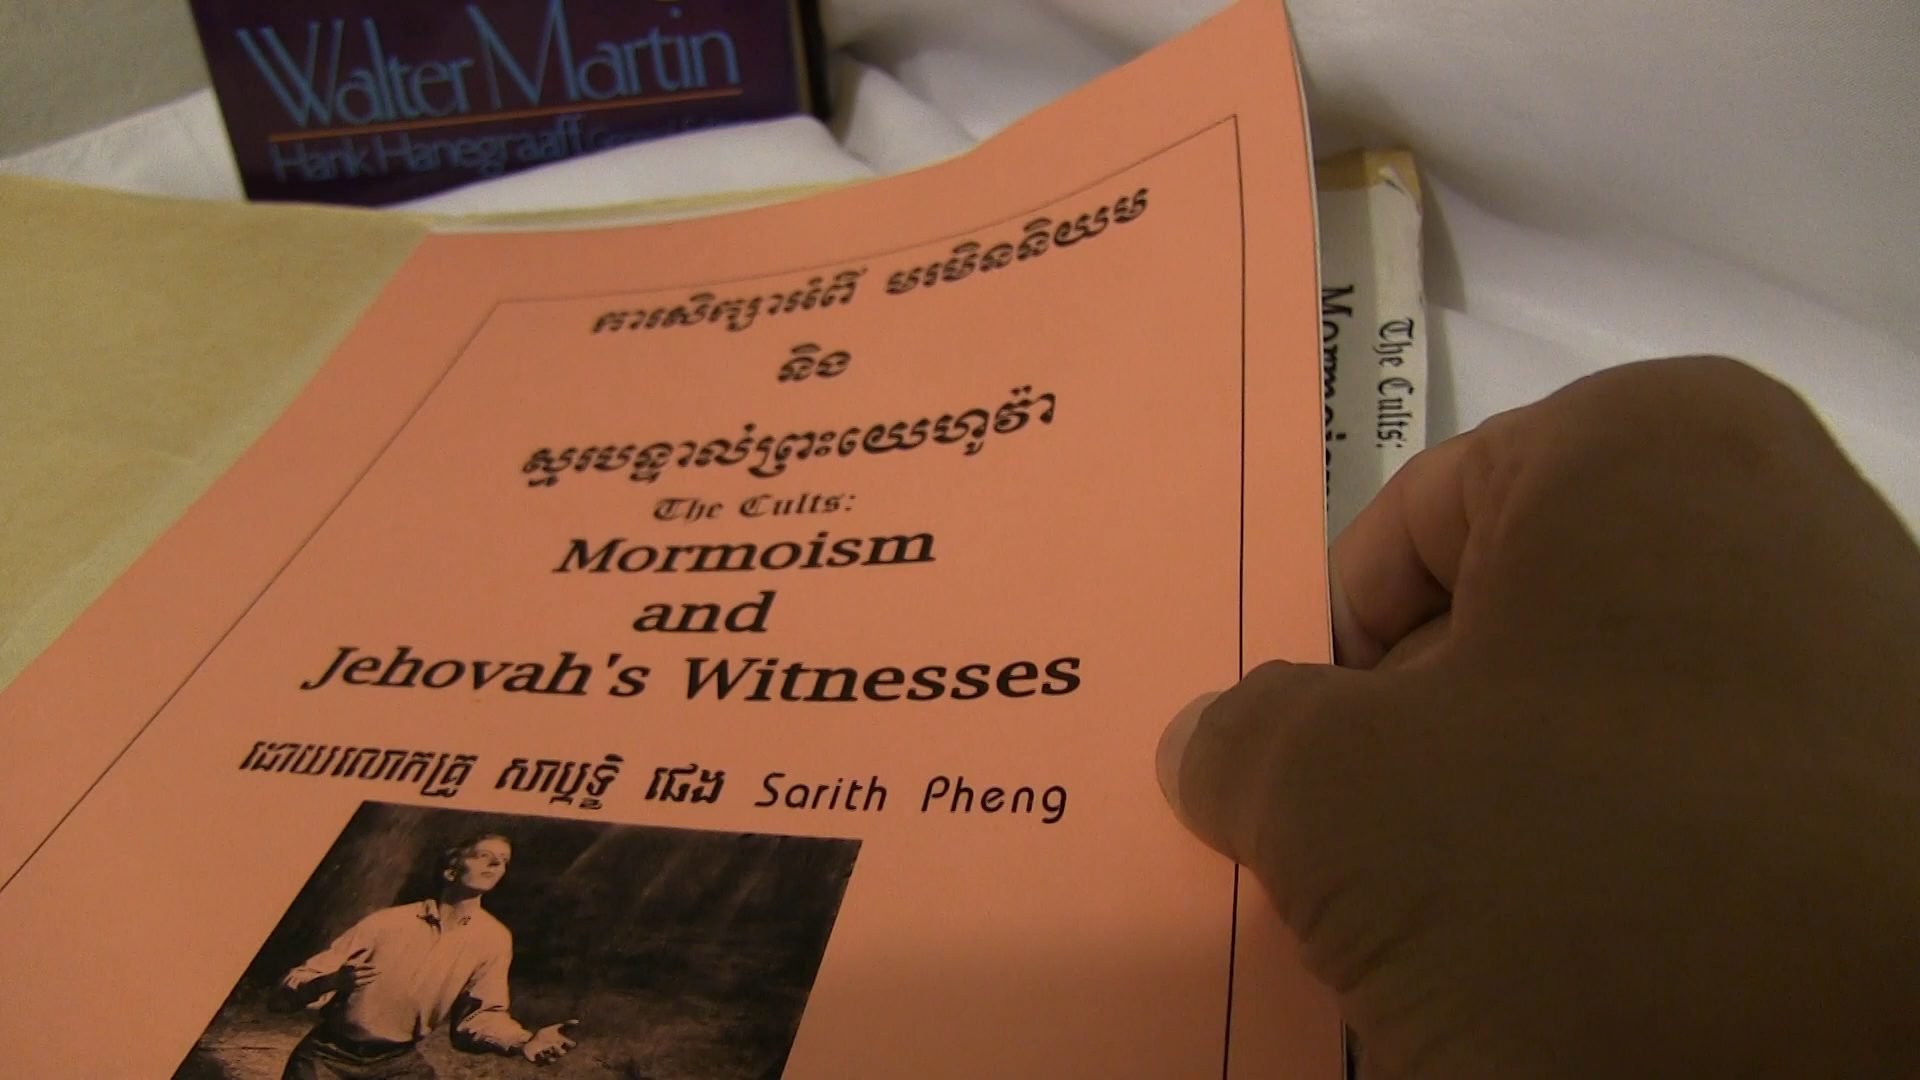 Walter Martin
Hank Hanegraaff
ការសិក្សារអំពី មរមិននិយម
និង
ស្មរបន្ទាល់ព្រះយេហូវ៉ា
The Cults:
Mormoism
and
Jehovah's Witnesses
ដោយលោកគ្រូ សាឬទ្ធិ ផេង Sarith Pheng
The Cults: